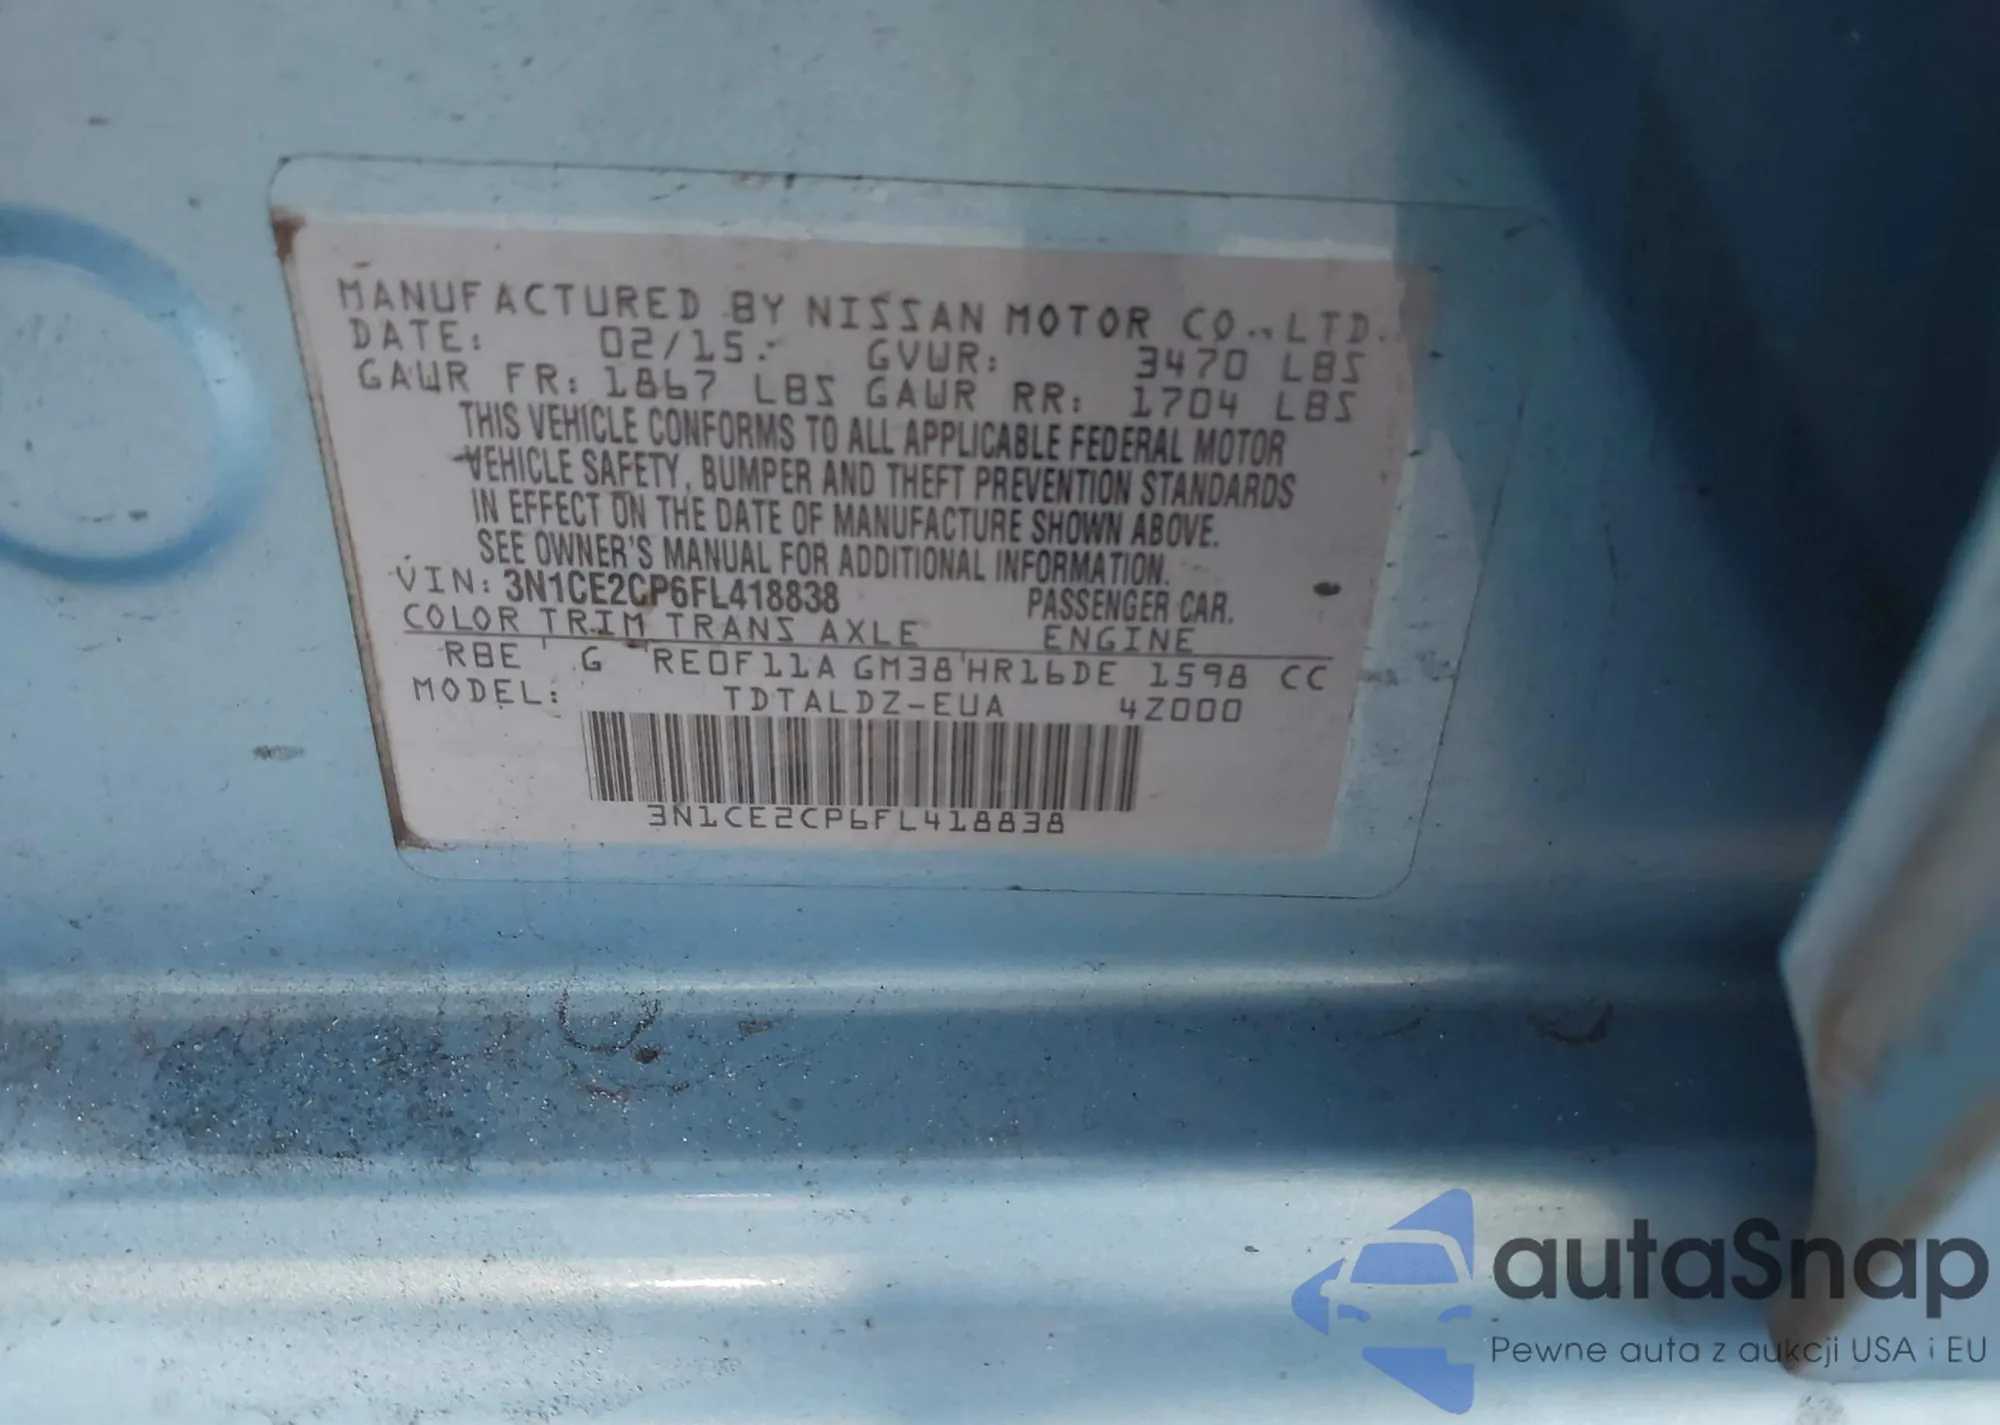 MANUFACTURED BY NISSAN MOTOR CO., LTD.
DATE: 02/15. GVWR: 3470 LBS
GAWR FR: 1867 LBS GAWR RR: 1704 LBS
THIS VEHICLE CONFORMS TO ALL APPLICABLE FEDERAL MOTOR
VEHICLE SAFETY, BUMPER AND THEFT PREVENTION STANDARDS
IN EFFECT ON THE DATE OF MANUFACTURE SHOWN ABOVE.
SEE OWNER'S MANUAL FOR ADDITIONAL INFORMATION.
VIN: 3N1CE2CP6FL418838 PASSENGER CAR.
COLOR TRIM TRANS AXLE ENGINE
RBE G RE0F11A GM38 HR16DE 1598 CC
MODEL: TDTALDZ-EUA 4Z000
3N1CE2CP6FL418838
autaSnap
Pewne auta z aukcji USA i EU